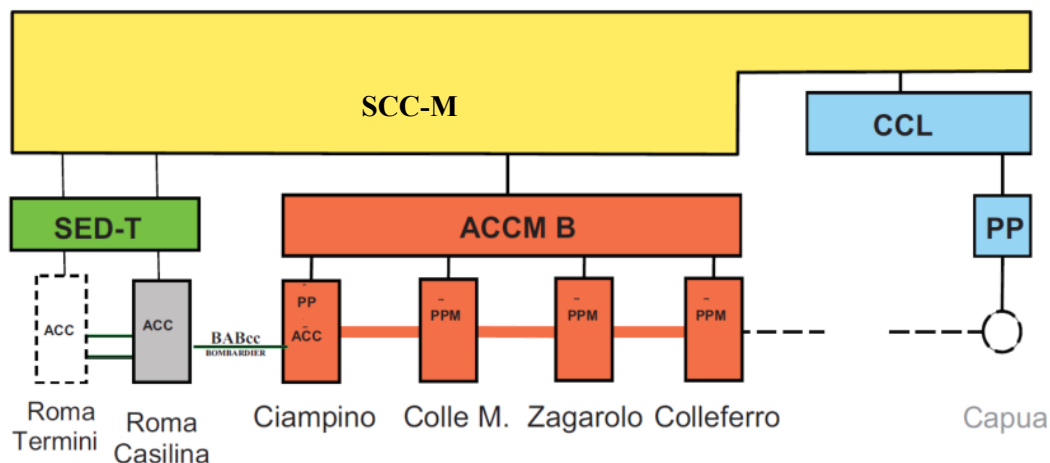 SCC-M
CCL
SED-T
ACCM B
PP
ACC
ACC
BABcc
BOMBARDIER
PP
ACC
PPM
PPM
PPM
Roma
Termini
Roma
Casilina
Ciampino
Colle M.
Zagarolo
Colleferro
Capua